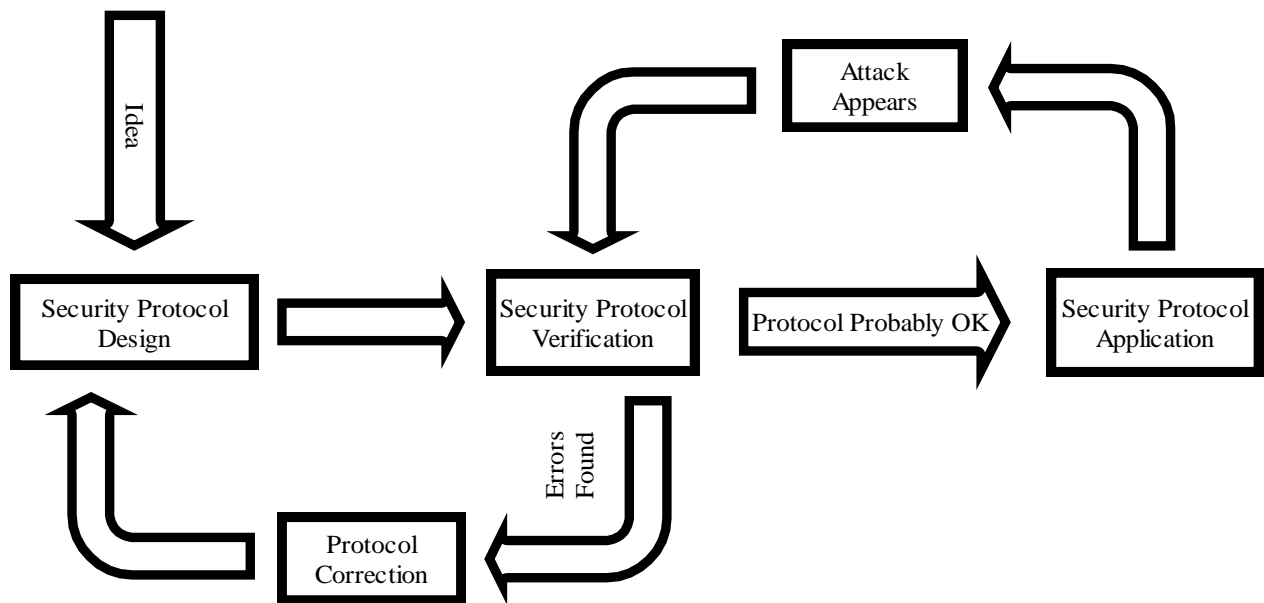 Idea
Attack
Appears
Security Protocol
Design
Security Protocol
Verification
Protocol Probably OK
Security Protocol
Application
Errors
Found
Protocol
Correction